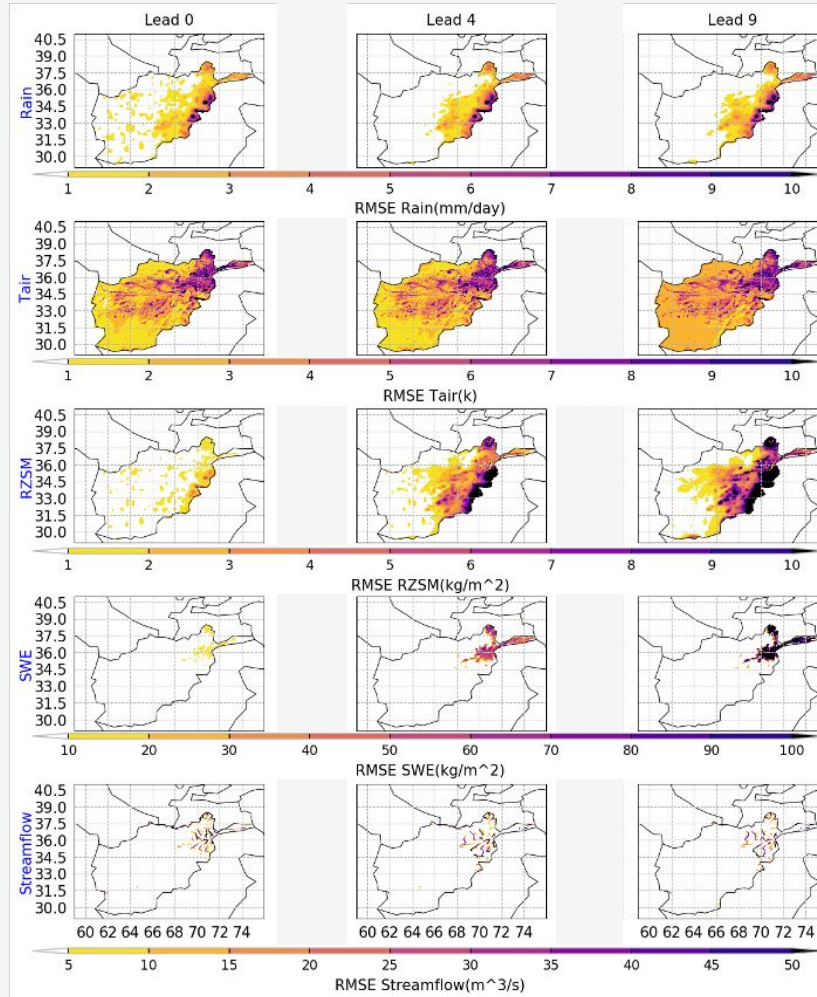 Lead 0 Lead 4 Lead 9
40.5
39.0
37.5
36.0
34.5
33.0
31.5
30.0
Rain
1 2 3 4 5 6 7 8 9 10
RMSE Rain(mm/day)
40.5
39.0
37.5
36.0
34.5
33.0
31.5
30.0
Tair
1 2 3 4 5 6 7 8 9 10
RMSE Tair(k)
40.5
39.0
37.5
36.0
34.5
33.0
31.5
30.0
RZSM
1 2 3 4 5 6 7 8 9 10
RMSE RZSM(kg/m^2)
40.5
39.0
37.5
36.0
34.5
33.0
31.5
30.0
SWE
10 20 30 40 50 60 70 80 90 100
RMSE SWE(kg/m^2)
40.5
39.0
37.5
36.0
34.5
33.0
31.5
30.0
Streamflow
60 62 64 66 68 70 72 74 60 62 64 66 68 70 72 74 60 62 64 66 68 70 72 74
5 10 15 20 25 30 35 40 45 50
RMSE Streamflow(m^3/s)